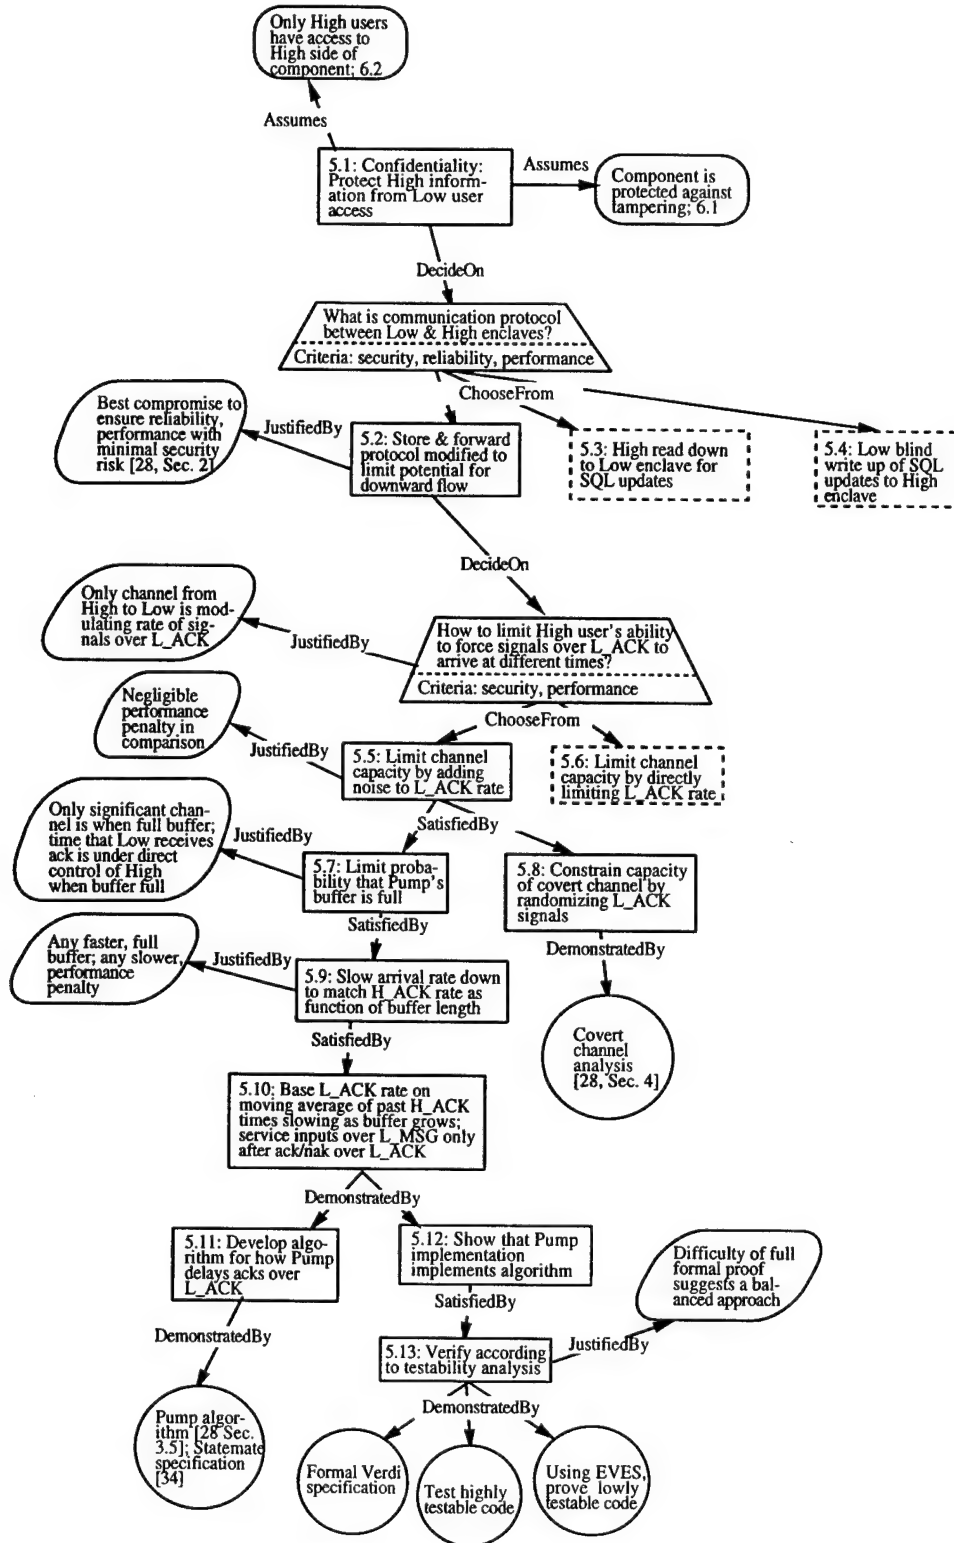 Only High users
have access to
High side of
component; 6.2
Assumes
5.1: Confidentiality:
Protect High inform-
ation from Low user
access
Assumes
Component is
protected against
tampering; 6.1
DecideOn
What is communication protocol
between Low & High enclaves?
Criteria: security, reliability, performance
ChooseFrom
Best compromise to
ensure reliability,
performance with
minimal security
risk [28, Sec. 2]
JustifiedBy
5.2: Store & forward
protocol modified to
limit potential for
downward flow
5.3: High read down
to Low enclave for
SQL updates
5.4: Low blind
write up of SQL
updates to High
enclave
DecideOn
Only channel from
High to Low is mod-
ulating rate of sig-
nals over L_ACK
JustifiedBy
How to limit High user's ability
to force signals over L_ACK to
arrive at different times?
Criteria: security, performance
ChooseFrom
Negligible
performance
penalty in
comparison
JustifiedBy
5.5: Limit channel
capacity by adding
noise to L_ACK rate
5.6: Limit channel
capacity by directly
limiting L_ACK rate
SatisfiedBy
Only significant chan-
nel is when full buffer;
time that Low receives
ack is under direct
control of High
when buffer full
JustifiedBy
5.7: Limit proba-
bility that Pump's
buffer is full
5.8: Constrain capacity
of covert channel by
randomizing L_ACK
signals
SatisfiedBy
DemonstratedBy
Any faster, full
buffer; any slower,
performance
penalty
JustifiedBy
5.9: Slow arrival rate down
to match H_ACK rate as
function of buffer length
Covert
channel
analysis
[28, Sec. 4]
SatisfiedBy
5.10: Base L_ACK rate on
moving average of past H_ACK
times slowing as buffer grows;
service inputs over L_MSG only
after ack/nak over L_ACK
DemonstratedBy
5.11: Develop algo-
rithm for how Pump
delays acks over
L_ACK
5.12: Show that Pump
implementation
implements algorithm
Difficulty of full
formal proof
suggests a bal-
anced approach
SatisfiedBy
DemonstratedBy
5.13: Verify according
to testability analysis
JustifiedBy
DemonstratedBy
Pump algor-
ithm [28 Sec.
3.5]; Statemate
specification
[34]
Formal Verdi
specification
Test highly
testable code
Using EVES,
prove lowly
testable code